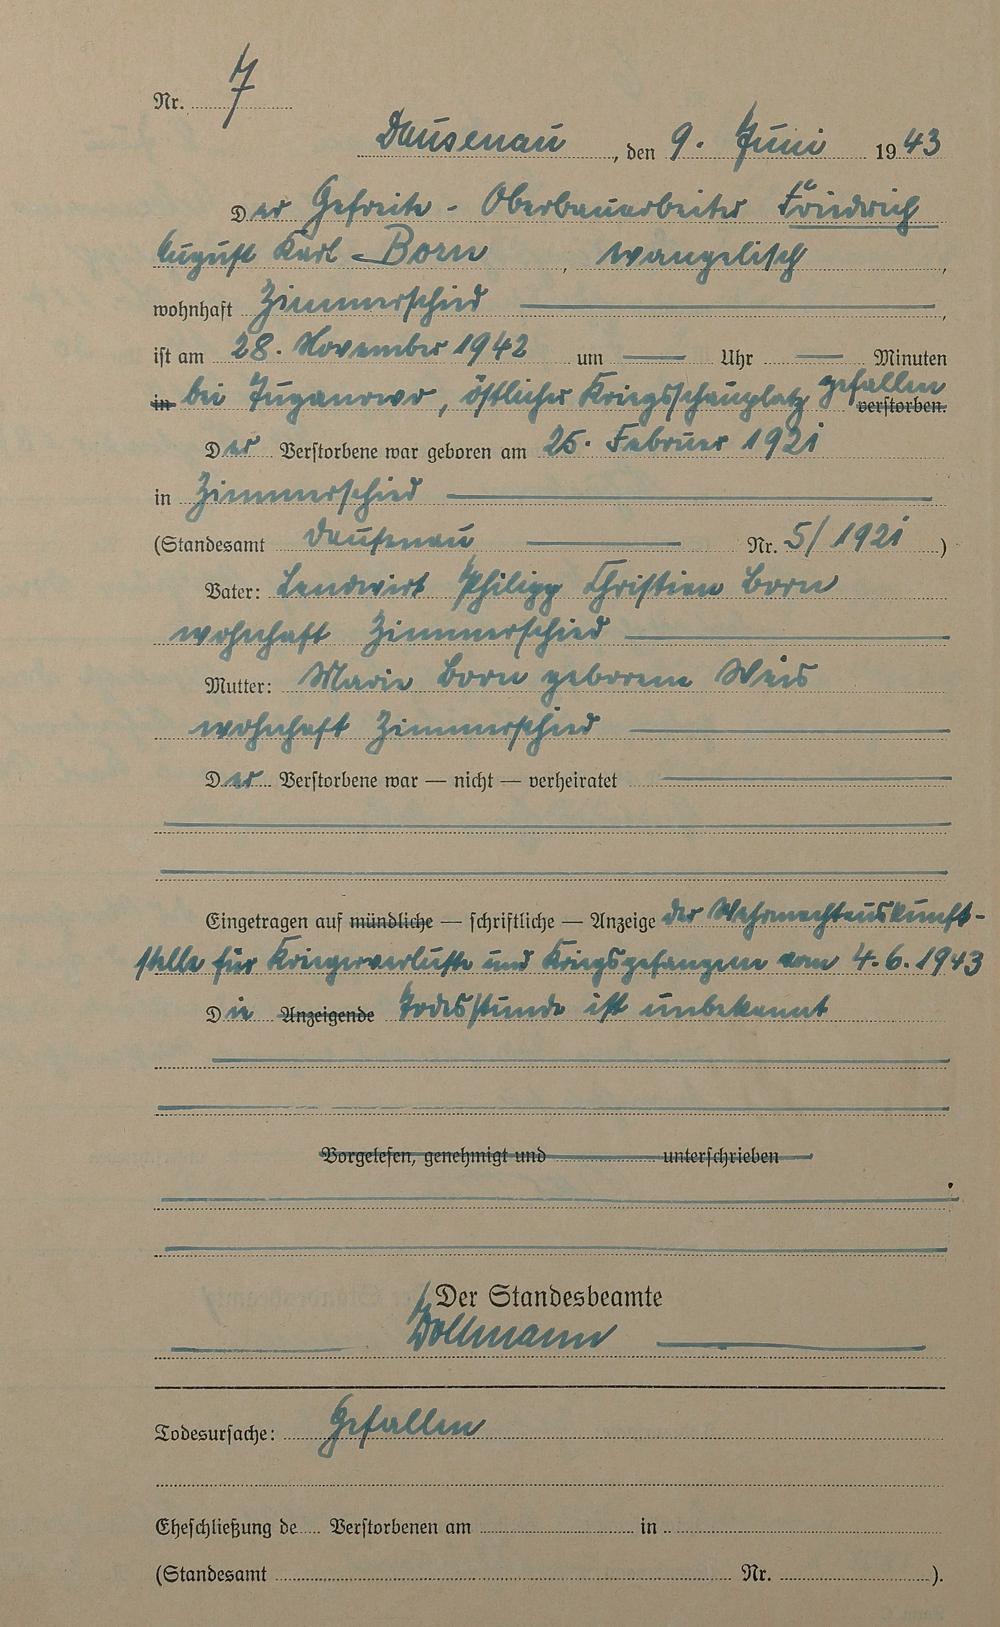 Nr. 7
Dausenau, den 9. Juni 1943
Der Gefreite - Oberbauarbeiter Friedrich
August Karl Born, evangelisch,
wohnhaft Zimmerschied,
ist am 28. November 1942 um — Uhr — Minuten
in bei, östlicher Kriegsschauplatz gefallen verstorben.
Der Verstorbene war geboren am 25. Februar 1921
in Zimmerschied
(Standesamt Dausenau Nr. 5/1921)
Vater: Landwirt Philipp Christian Born
wohnhaft Zimmerschied
Mutter: Marie Born geborene Weis
wohnhaft Zimmerschied
Der Verstorbene war — nicht — verheiratet
Eingetragen auf mündliche — schriftliche — Anzeige der Wehrmachtauskunft-
stelle für Kriegerverluste und Kriegsgefangene vom 4.6.1943
Die Anzeigende Todesstunde ist unbekannt
Vorgelesen, genehmigt und unterschrieben
Der Standesbeamte
Dollmann
Todesursache: Gefallen
Eheschließung de Verstorbenen am in
(Standesamt Nr. ).